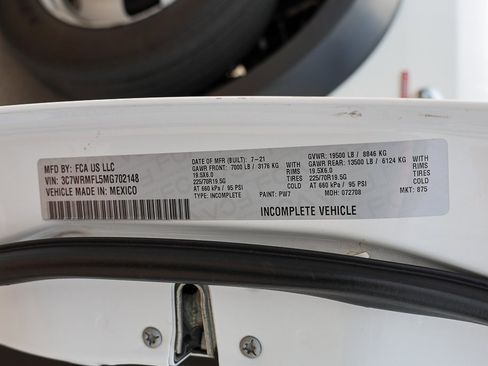 MFD BY: FCA US LLC
VIN: 3C7WRMFL5MG702148
VEHICLE MADE IN: MEXICO
DATE OF MFR (BUILT): 7-21
GAWR FRONT: 7000 LB / 3176 KG WITH
19.5X6.0 RIMS
225/70R19.5G TIRES
AT 660 kPa / 95 PSI COLD
TYPE: INCOMPLETE PAINT: PW7
GVWR: 19500 LB / 8846 KG
GAWR REAR: 13500 LB / 6124 KG WITH
19.5X6.0 RIMS
225/70R19.5G TIRES
AT 660 kPa / 95 PSI COLD
MDH: 072708 MKT: 875
INCOMPLETE VEHICLE